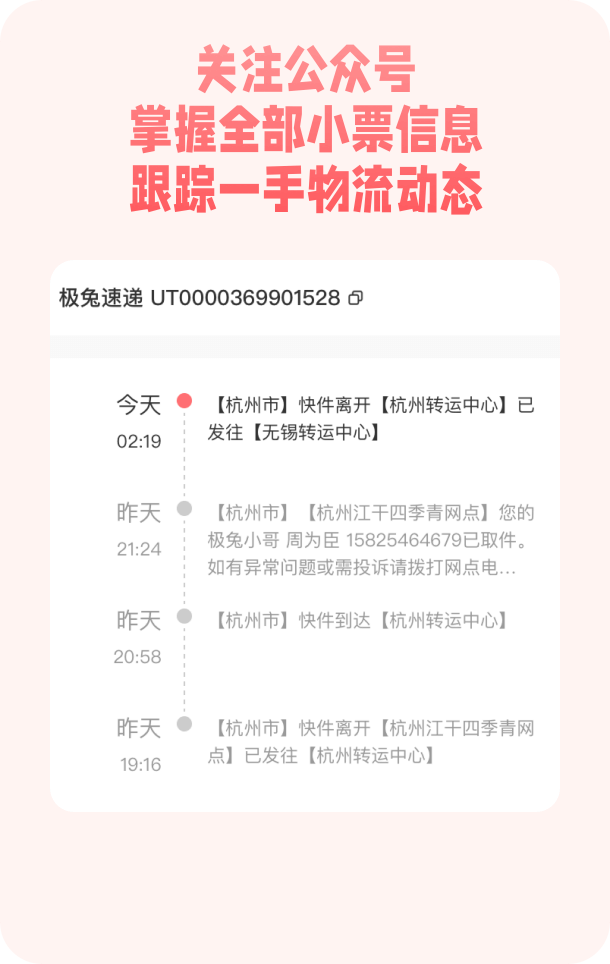 关注公众号
掌握全部小票信息
跟踪一手物流动态
极兔速递 UT0000369901528
今天
02:19
【杭州市】快件离开【杭州转运中心】已
发往【无锡转运中心】
昨天
21:24
【杭州市】【杭州江干四季青网点】您的
极兔小哥 周为臣 15825464679已取件。
如有异常问题或需投诉请拨打网点电...
昨天
20:58
【杭州市】快件到达【杭州转运中心】
昨天
19:16
【杭州市】快件离开【杭州江干四季青网
点】已发往【杭州转运中心】